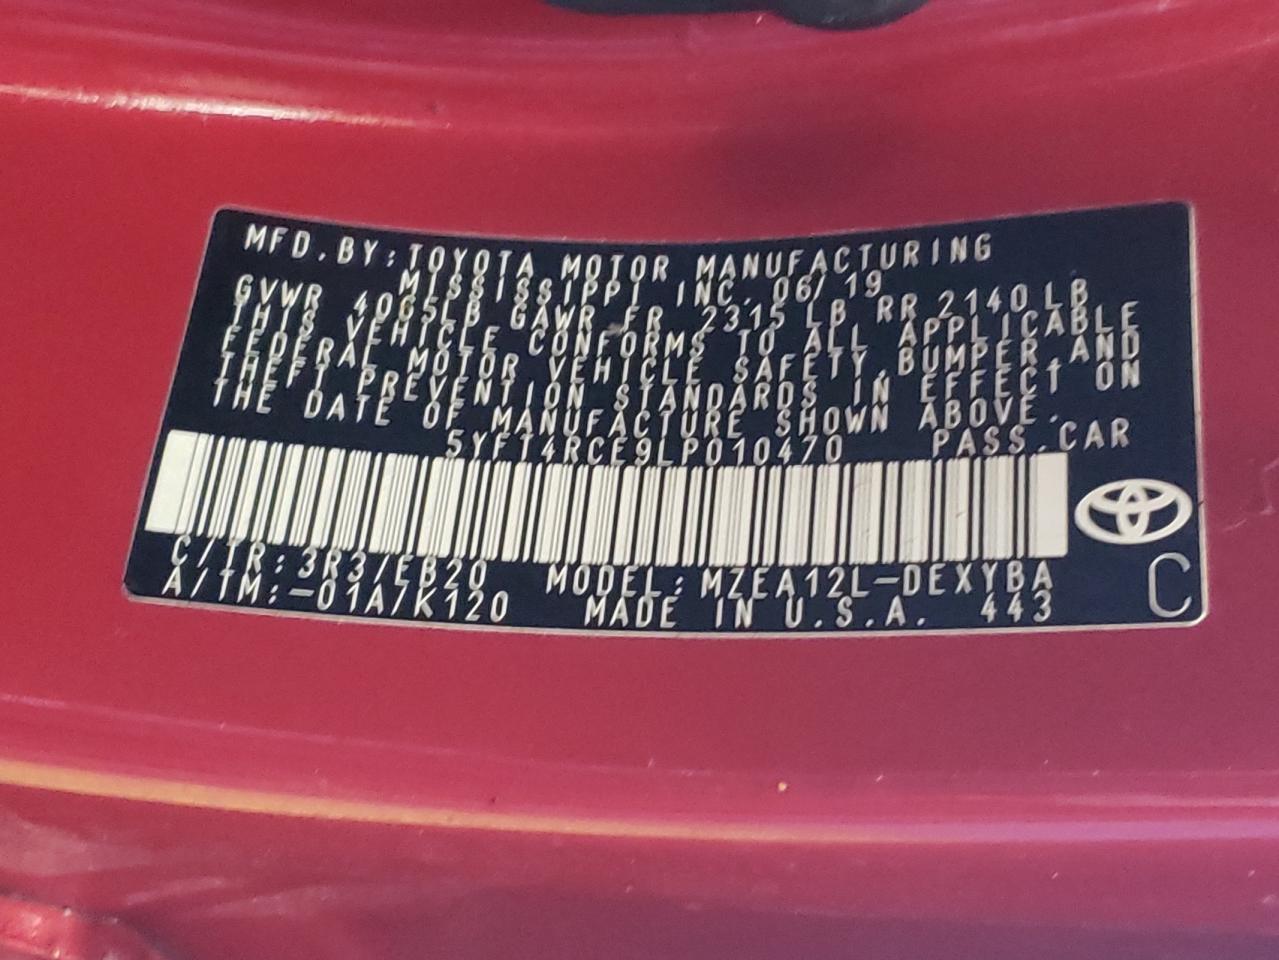 MFD. BY: TOYOTA MOTOR MANUFACTURING
MISSISSIPPI INC. 06/19
GVWR 4065LB GAWR FR 2315 LB RR 2140LB
THIS VEHICLE CONFORMS TO ALL APPLICABLE
FEDERAL MOTOR VEHICLE SAFETY, BUMPER, AND
THEFT PREVENTION STANDARDS IN EFFECT ON
THE DATE OF MANUFACTURE SHOWN ABOVE.
5YFT4RCE9LP010470 PASS. CAR
C/TR: 3R3/EB20 MODEL: MZEA12L-DEXYBA
A/TM: -01A/K120 MADE IN U.S.A. 443
C